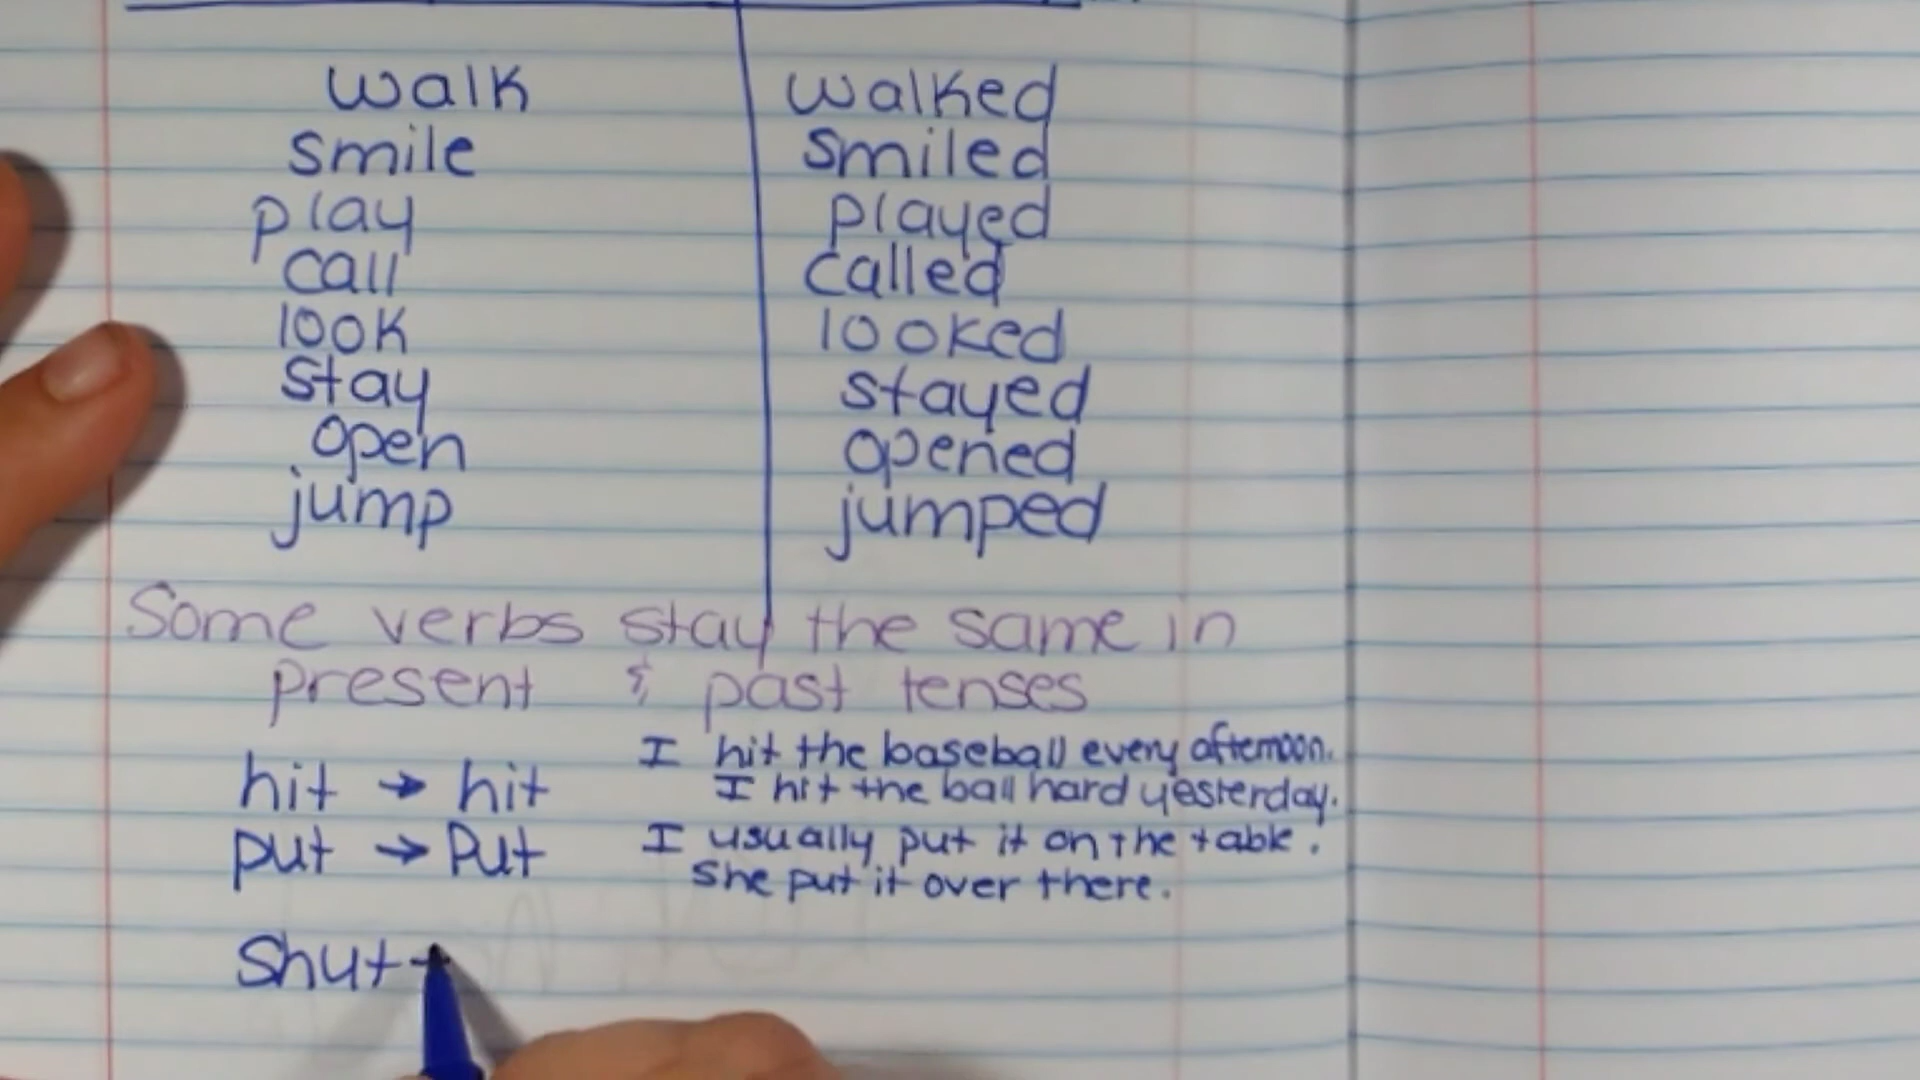 walk walked
smile smiled
play played
call called
look looked
stay stayed
open opened
jump jumped
Some verbs stay the same in
present & past tenses
hit → hit I hit the baseball every afternoon.
I hit the ball hard yesterday.
put → Put I usually put it on the table.
She put it over there.
Shut